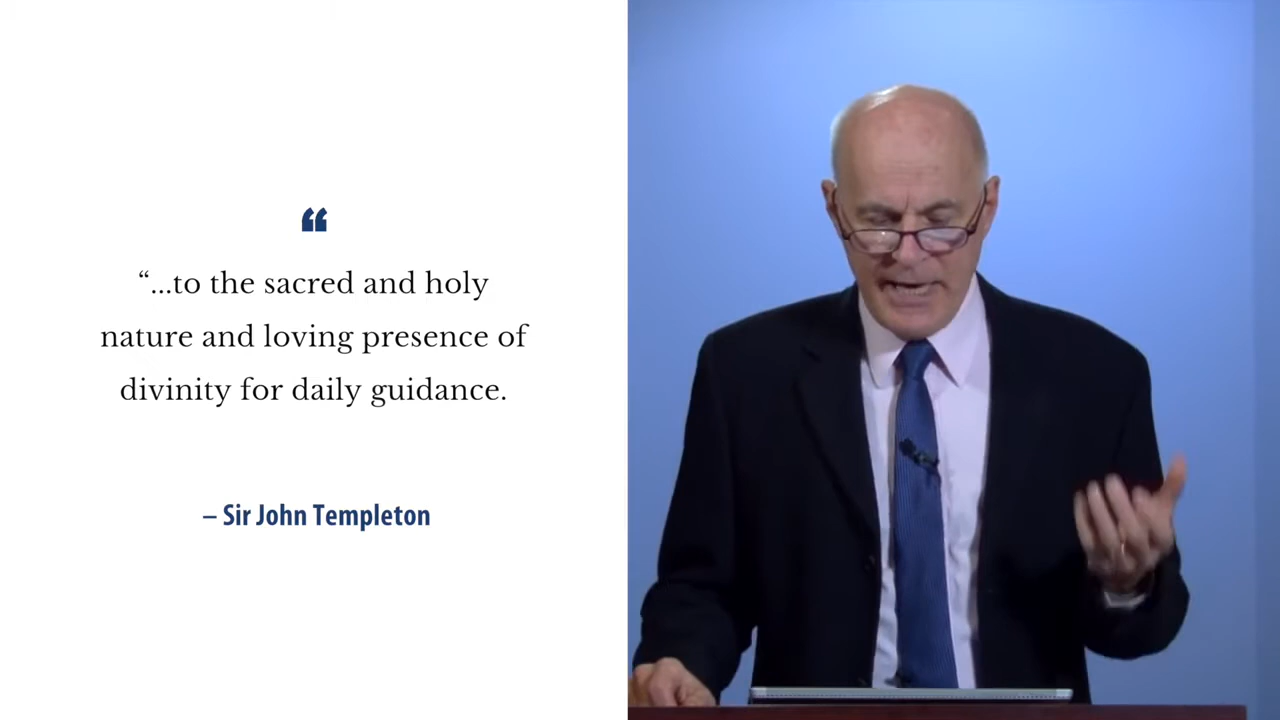 ❝
“...to the sacred and holy
nature and loving presence of
divinity for daily guidance.
– Sir John Templeton